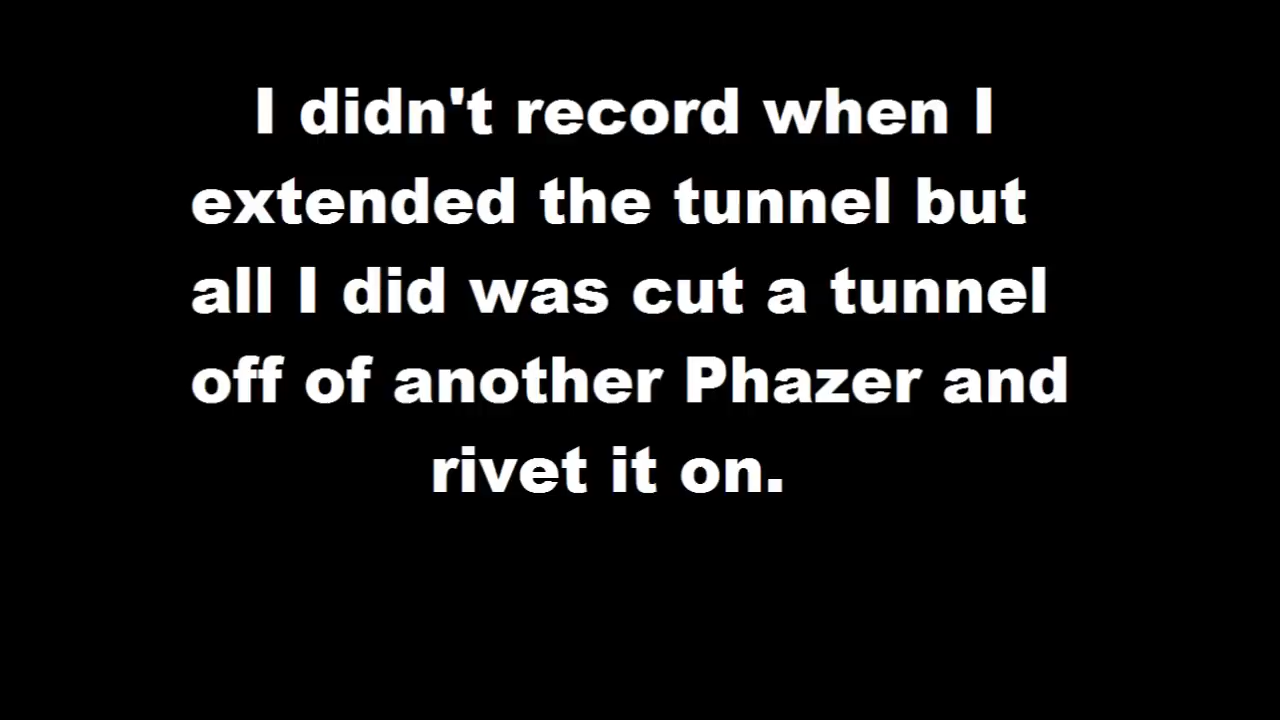 I didn't record when I
extended the tunnel but
all I did was cut a tunnel
off of another Phazer and
rivet it on.